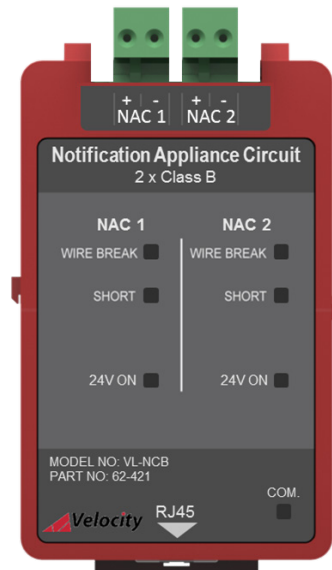 + - + -
NAC 1 NAC 2
Notification Appliance Circuit
2 x Class B
NAC 1 NAC 2
WIRE BREAK WIRE BREAK
SHORT SHORT
24V ON 24V ON
MODEL NO: VL-NCB
PART NO: 62-421
COM.
Velocity RJ45